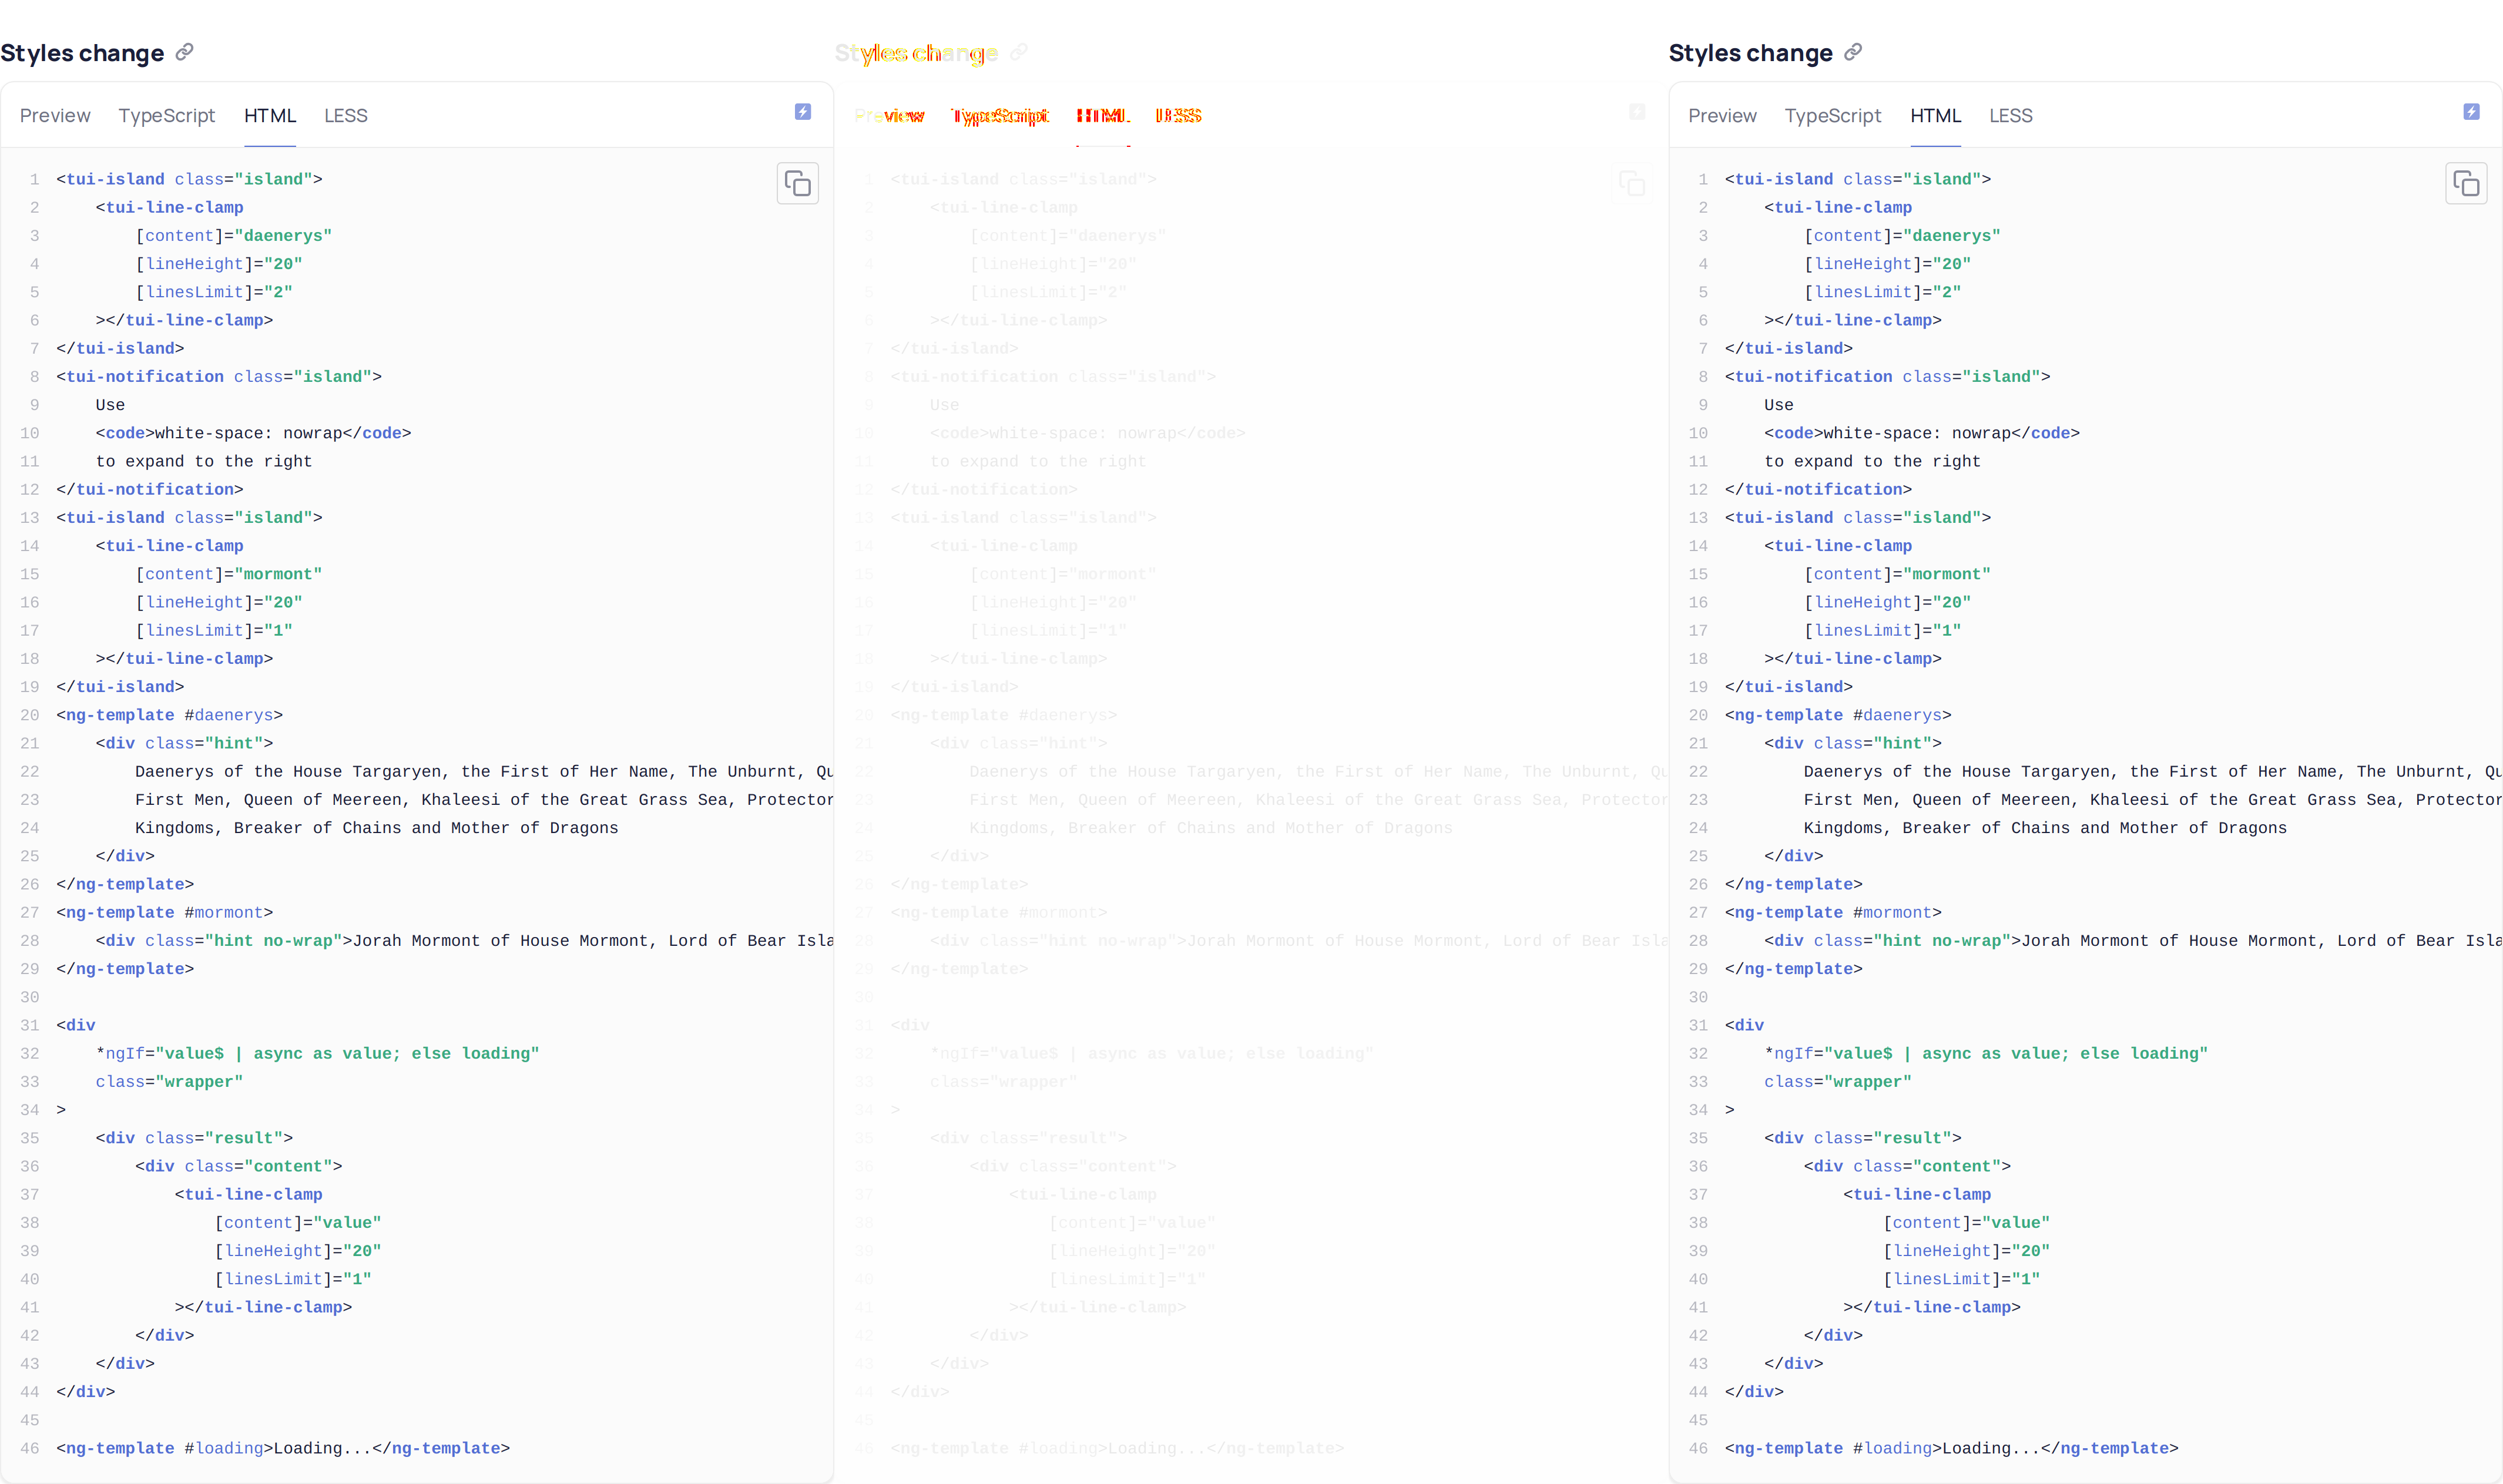 Styles change
Preview TypeScript HTML LESS
1 <tui-island class="island">
2     <tui-line-clamp
3         [content]="daenerys"
4         [lineHeight]="20"
5         [linesLimit]="2"
6     ></tui-line-clamp>
7 </tui-island>
8 <tui-notification class="island">
9     Use
10     <code>white-space: nowrap</code>
11     to expand to the right
12 </tui-notification>
13 <tui-island class="island">
14     <tui-line-clamp
15         [content]="mormont"
16         [lineHeight]="20"
17         [linesLimit]="1"
18     ></tui-line-clamp>
19 </tui-island>
20 <ng-template #daenerys>
21     <div class="hint">
22         Daenerys of the House Targaryen, the First of Her Name, The Unburnt, Qu
23         First Men, Queen of Meereen, Khaleesi of the Great Grass Sea, Protector
24         Kingdoms, Breaker of Chains and Mother of Dragons
25     </div>
26 </ng-template>
27 <ng-template #mormont>
28     <div class="hint no-wrap">Jorah Mormont of House Mormont, Lord of Bear Isla
29 </ng-template>
30
31 <div
32     *ngIf="value$ | async as value; else loading"
33     class="wrapper"
34 >
35     <div class="result">
36         <div class="content">
37             <tui-line-clamp
38                 [content]="value"
39                 [lineHeight]="20"
40                 [linesLimit]="1"
41             ></tui-line-clamp>
42         </div>
43     </div>
44 </div>
45
46 <ng-template #loading>Loading...</ng-template>
Styles change
Preview TypeScript HTML LESS
1 <tui-island class="island">
2     <tui-line-clamp
3         [content]="daenerys"
4         [lineHeight]="20"
5         [linesLimit]="2"
6     ></tui-line-clamp>
7 </tui-island>
8 <tui-notification class="island">
9     Use
10     <code>white-space: nowrap</code>
11     to expand to the right
12 </tui-notification>
13 <tui-island class="island">
14     <tui-line-clamp
15         [content]="mormont"
16         [lineHeight]="20"
17         [linesLimit]="1"
18     ></tui-line-clamp>
19 </tui-island>
20 <ng-template #daenerys>
21     <div class="hint">
22         Daenerys of the House Targaryen, the First of Her Name, The Unburnt, Qu
23         First Men, Queen of Meereen, Khaleesi of the Great Grass Sea, Protector
24         Kingdoms, Breaker of Chains and Mother of Dragons
25     </div>
26 </ng-template>
27 <ng-template #mormont>
28     <div class="hint no-wrap">Jorah Mormont of House Mormont, Lord of Bear Isla
29 </ng-template>
30
31 <div
32     *ngIf="value$ | async as value; else loading"
33     class="wrapper"
34 >
35     <div class="result">
36         <div class="content">
37             <tui-line-clamp
38                 [content]="value"
39                 [lineHeight]="20"
40                 [linesLimit]="1"
41             ></tui-line-clamp>
42         </div>
43     </div>
44 </div>
45
46 <ng-template #loading>Loading...</ng-template>
Styles change
Preview TypeScript HTML LESS
1 <tui-island class="island">
2     <tui-line-clamp
3         [content]="daenerys"
4         [lineHeight]="20"
5         [linesLimit]="2"
6     ></tui-line-clamp>
7 </tui-island>
8 <tui-notification class="island">
9     Use
10     <code>white-space: nowrap</code>
11     to expand to the right
12 </tui-notification>
13 <tui-island class="island">
14     <tui-line-clamp
15         [content]="mormont"
16         [lineHeight]="20"
17         [linesLimit]="1"
18     ></tui-line-clamp>
19 </tui-island>
20 <ng-template #daenerys>
21     <div class="hint">
22         Daenerys of the House Targaryen, the First of Her Name, The Unburnt, Qu
23         First Men, Queen of Meereen, Khaleesi of the Great Grass Sea, Protector
24         Kingdoms, Breaker of Chains and Mother of Dragons
25     </div>
26 </ng-template>
27 <ng-template #mormont>
28     <div class="hint no-wrap">Jorah Mormont of House Mormont, Lord of Bear Isla
29 </ng-template>
30
31 <div
32     *ngIf="value$ | async as value; else loading"
33     class="wrapper"
34 >
35     <div class="result">
36         <div class="content">
37             <tui-line-clamp
38                 [content]="value"
39                 [lineHeight]="20"
40                 [linesLimit]="1"
41             ></tui-line-clamp>
42         </div>
43     </div>
44 </div>
45
46 <ng-template #loading>Loading...</ng-template>